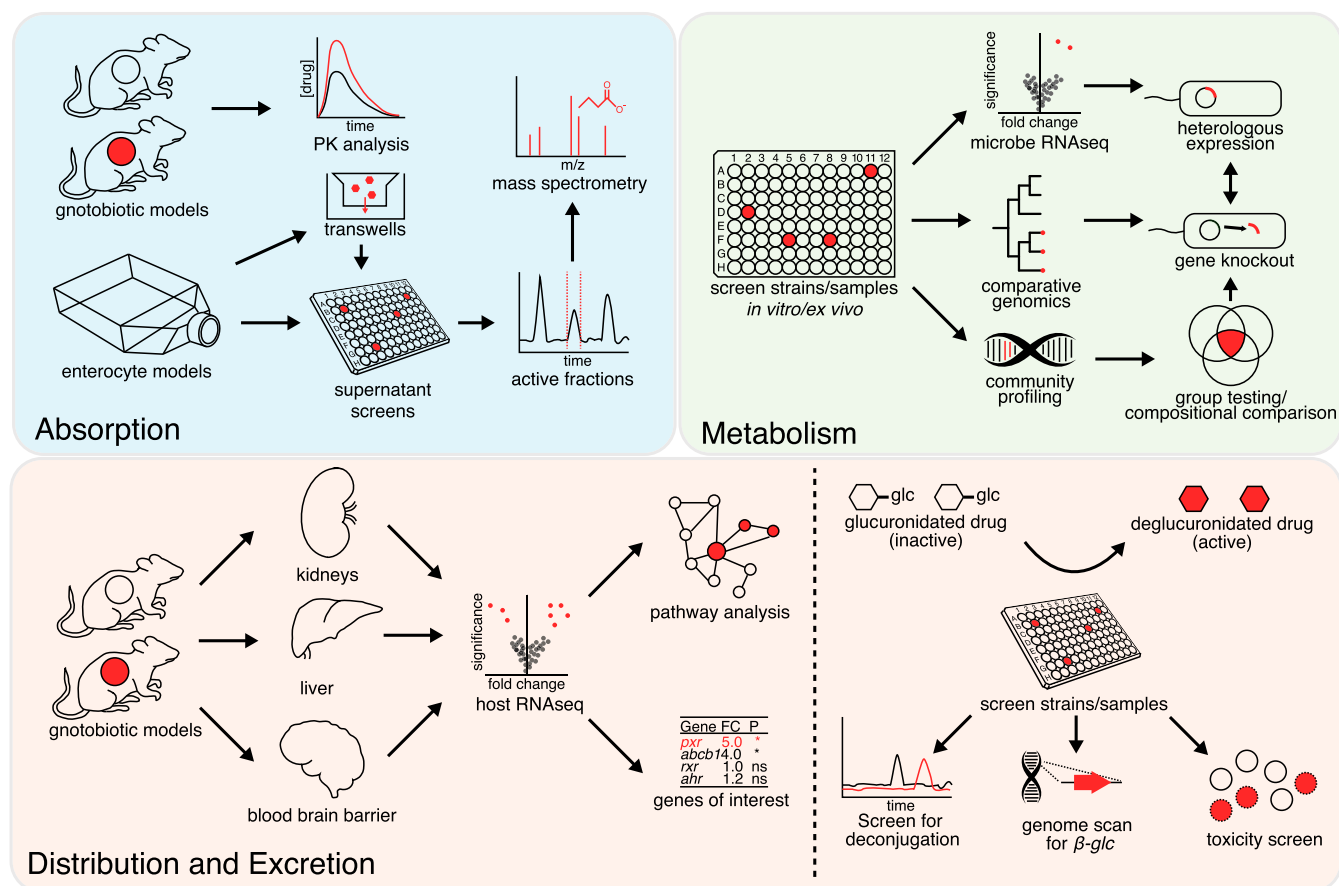 gnotobiotic models
[drug]
time
PK analysis
transwells
enterocyte models
supernatant
screens
time
active fractions
m/z
O
O-
mass spectrometry
Absorption
1 2 3 4 5 6 7 8 9 10 11 12
A
B
C
D
E
F
G
H
screen strains/samples
in vitro/ex vivo
significance
fold change
microbe RNAseq
comparative
genomics
community
profiling
heterologous
expression
gene knockout
group testing/
compositional comparison
Metabolism
gnotobiotic models
kidneys
liver
blood brain barrier
significance
fold change
host RNAseq
pathway analysis
Gene FC P
pxr 5.0 *
abcb1 4.0 *
rxr 1.0 ns
ahr 1.2 ns
genes of interest
Distribution and Excretion
glc glc
glucuronidated drug
(inactive)
deglucuronidated drug
(active)
screen strains/samples
time
Screen for
deconjugation
genome scan
for β-glc
toxicity screen